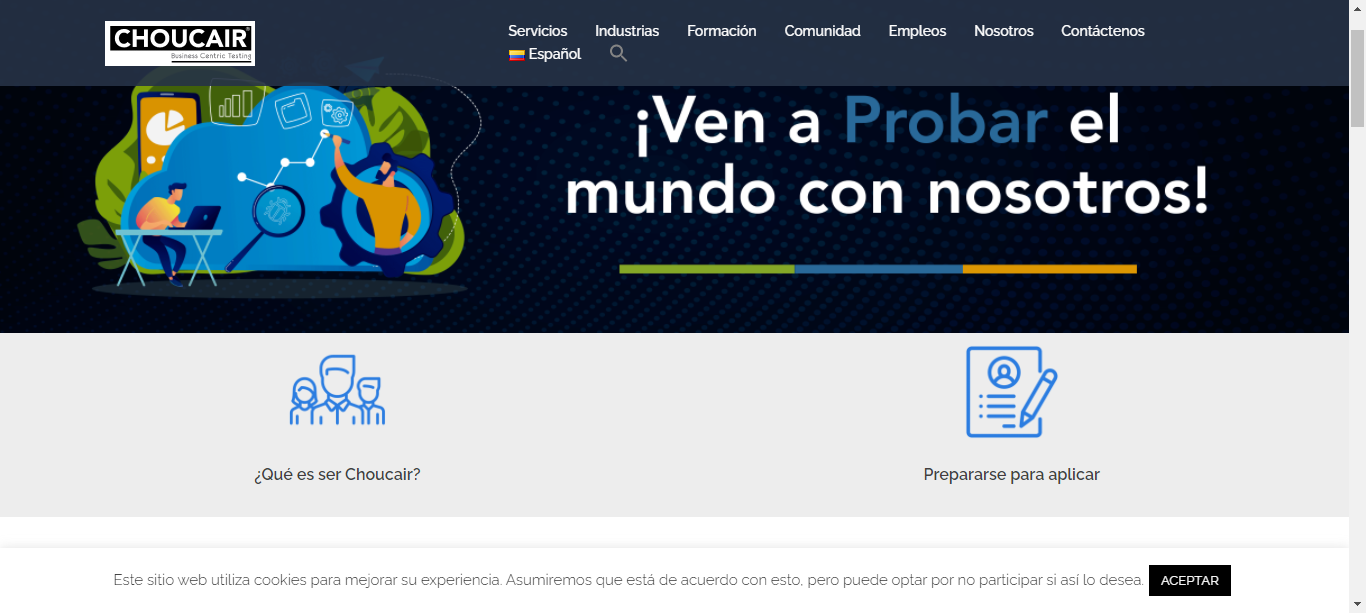 CHOUCAIR
Business Centric Testing
Servicios Industrias Formación Comunidad Empleos Nosotros Contáctenos
Español
¡Ven a Probar el
mundo con nosotros!
¿Qué es ser Choucair?
Prepararse para aplicar
Este sitio web utiliza cookies para mejorar su experiencia. Asumiremos que está de acuerdo con esto, pero puede optar por no participar si así lo desea. ACEPTAR